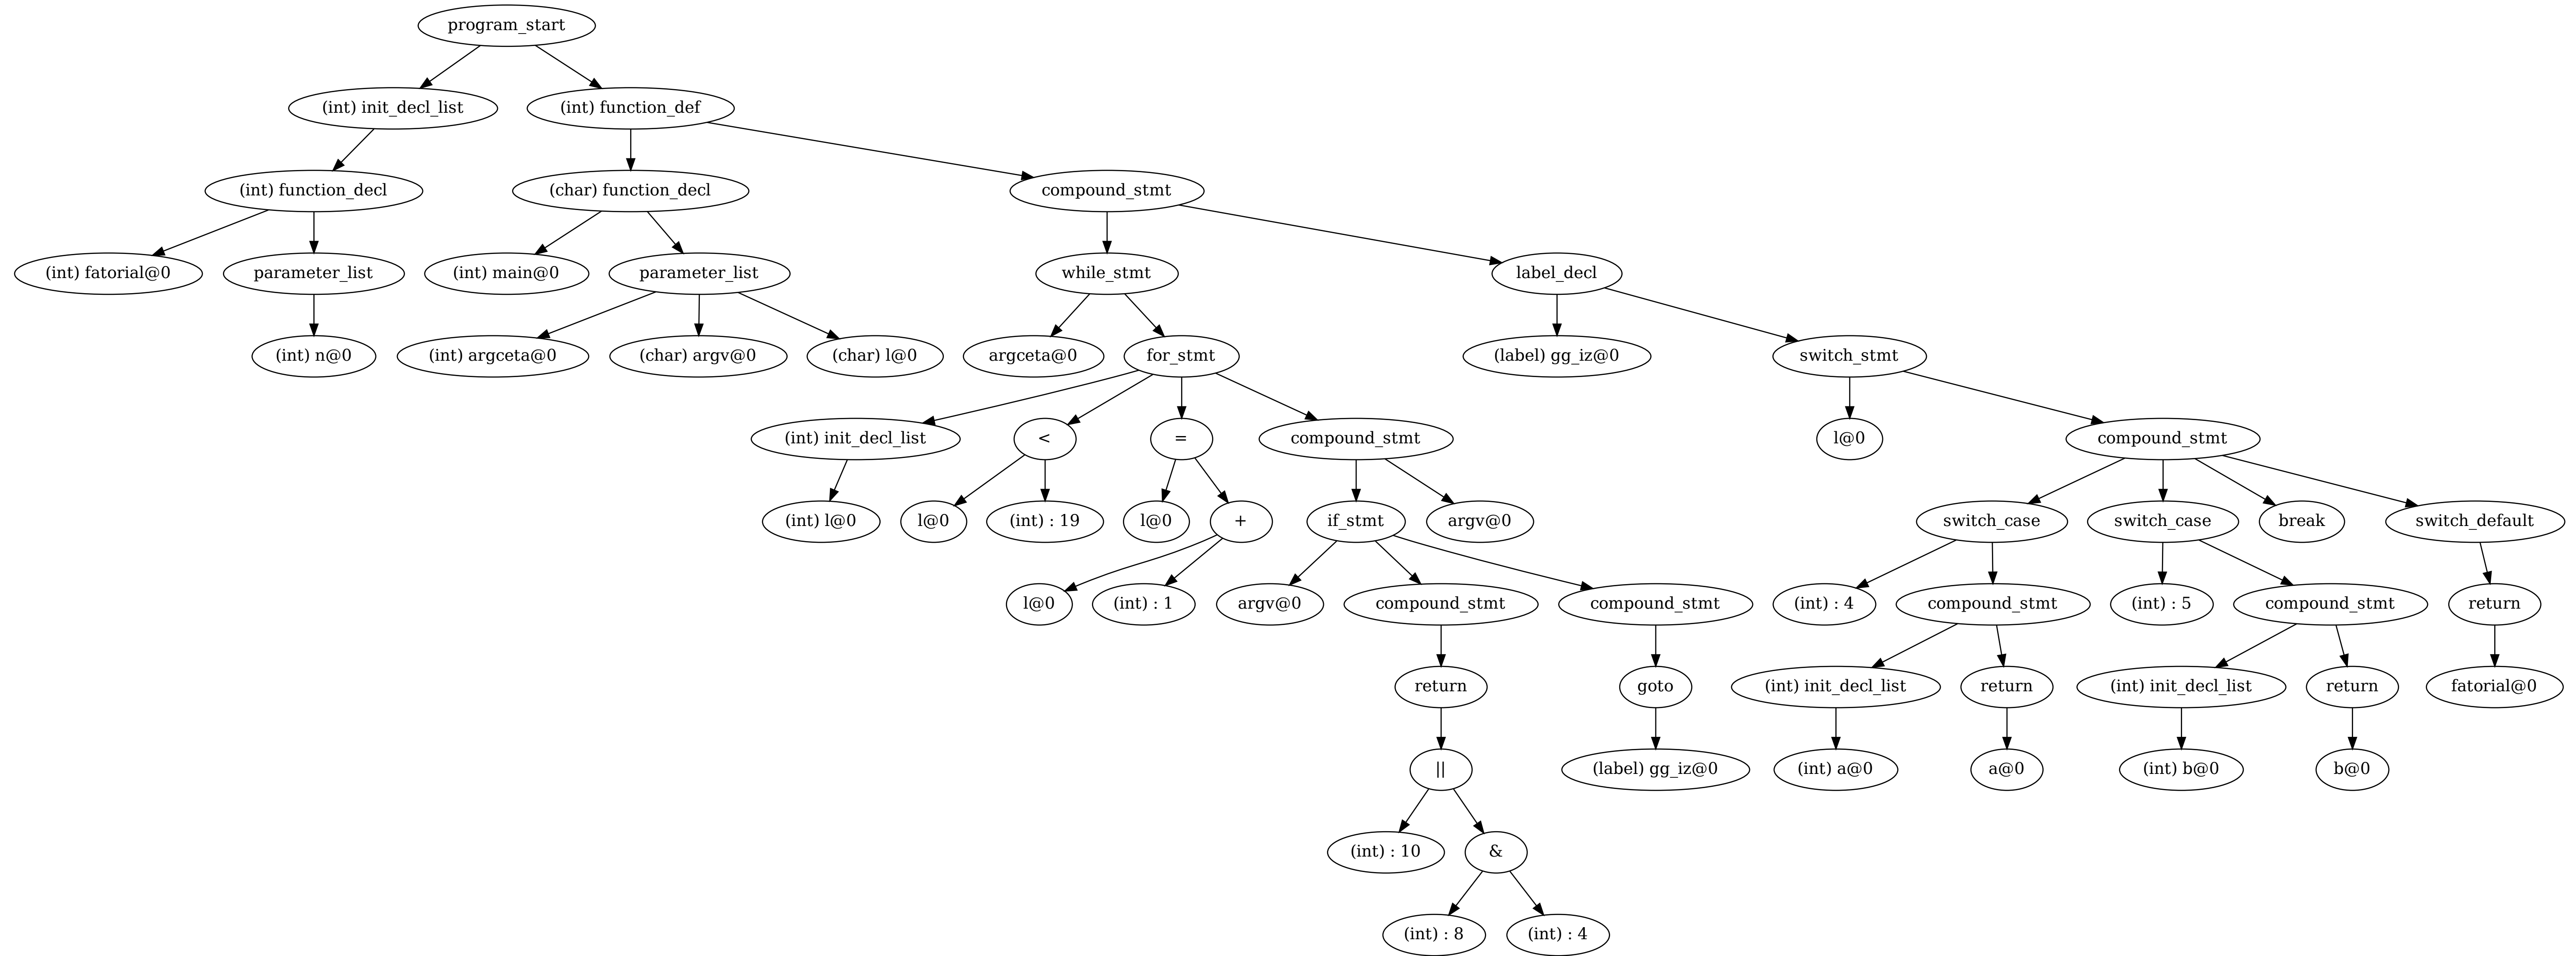 program_start
(int) init_decl_list
(int) function_def
(int) function_decl
(char) function_decl
compound_stmt
(int) fatorial@0
parameter_list
(int) main@0
parameter_list
while_stmt
label_decl
(int) n@0
(int) argceta@0
(char) argv@0
(char) l@0
argceta@0
for_stmt
(label) gg_iz@0
switch_stmt
(int) init_decl_list
<
=
compound_stmt
l@0
compound_stmt
(int) l@0
l@0
(int) : 19
l@0
+
if_stmt
argv@0
switch_case
switch_case
break
switch_default
l@0
(int) : 1
argv@0
compound_stmt
compound_stmt
(int) : 4
compound_stmt
(int) : 5
compound_stmt
return
return
goto
(int) init_decl_list
return
(int) init_decl_list
return
fatorial@0
||
(label) gg_iz@0
(int) a@0
a@0
(int) b@0
b@0
(int) : 10
&
(int) : 8
(int) : 4